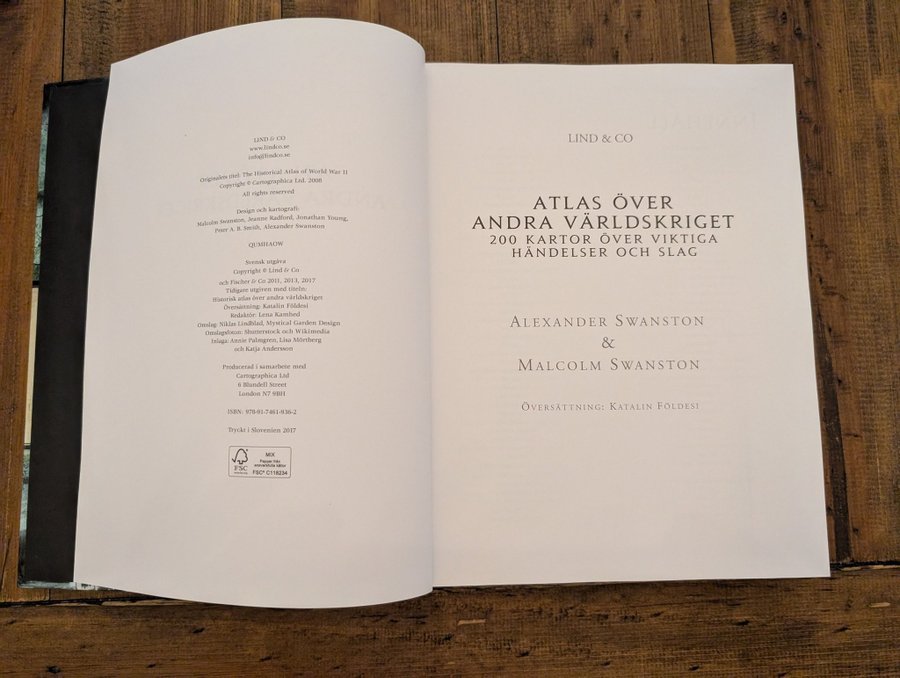 LIND & CO
www.lindco.se
info@lindco.se
Originalets titel: The Historical Atlas of World War II
Copyright © Cartographica Ltd. 2008
All rights reserved
Design och kartografi:
Malcolm Swanston, Jeanne Radford, Jonathan Young,
Peter A. B. Smith, Alexander Swanston
QUMHAOW
Svensk utgåva
Copyright © Lind & Co
och Fischer & Co 2011, 2013, 2017
Tidigare utgiven med titeln:
Historisk atlas över andra världskriget
Översättning: Katalin Földesi
Redaktör: Lena Kamhed
Omslag: Niklas Lindblad, Mystical Garden Design
Omslagsfoton: Shutterstock och Wikimedia
Inlaga: Annie Palmgren, Lisa Mörtberg
och Katja Andersson
Producerad i samarbete med
Cartographica Ltd
6 Blundell Street
London N7 9BH
ISBN: 978-91-7461-936-2
Tryckt i Slovenien 2017
FSC
MIX
Papper från
ansvarsfulla källor
FSC® C118234
LIND & CO
ATLAS ÖVER
ANDRA VÄRLDSKRIGET
200 KARTOR ÖVER VIKTIGA
HÄNDELSER OCH SLAG
ALEXANDER SWANSTON
&
MALCOLM SWANSTON
ÖVERSÄTTNING: KATALIN FÖLDESI